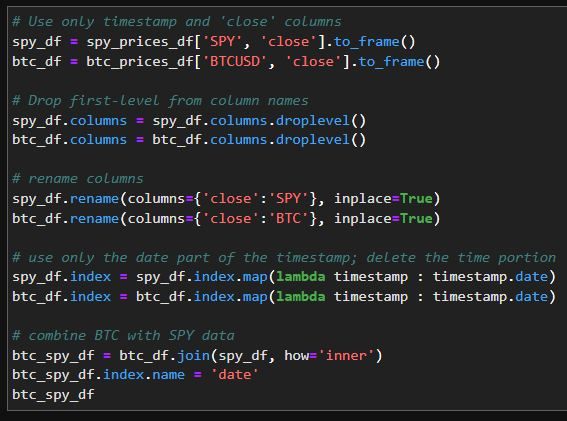 # Use only timestamp and 'close' columns
spy_df = spy_prices_df['SPY', 'close'].to_frame()
btc_df = btc_prices_df['BTCUSD', 'close'].to_frame()

# Drop first-level from column names
spy_df.columns = spy_df.columns.droplevel()
btc_df.columns = btc_df.columns.droplevel()

# rename columns
spy_df.rename(columns={'close':'SPY'}, inplace=True)
btc_df.rename(columns={'close':'BTC'}, inplace=True)

# use only the date part of the timestamp; delete the time portion
spy_df.index = spy_df.index.map(lambda timestamp : timestamp.date)
btc_df.index = btc_df.index.map(lambda timestamp : timestamp.date)

# combine BTC with SPY data
btc_spy_df = btc_df.join(spy_df, how='inner')
btc_spy_df.index.name = 'date'
btc_spy_df